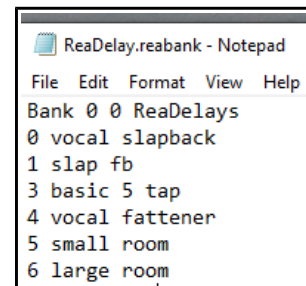 ReaDelay.reabank - Notepad
File Edit Format View Help
Bank 0 0 ReaDelays
0 vocal slapback
1 slap fb
3 basic 5 tap
4 vocal fattener
5 small room
6 large room